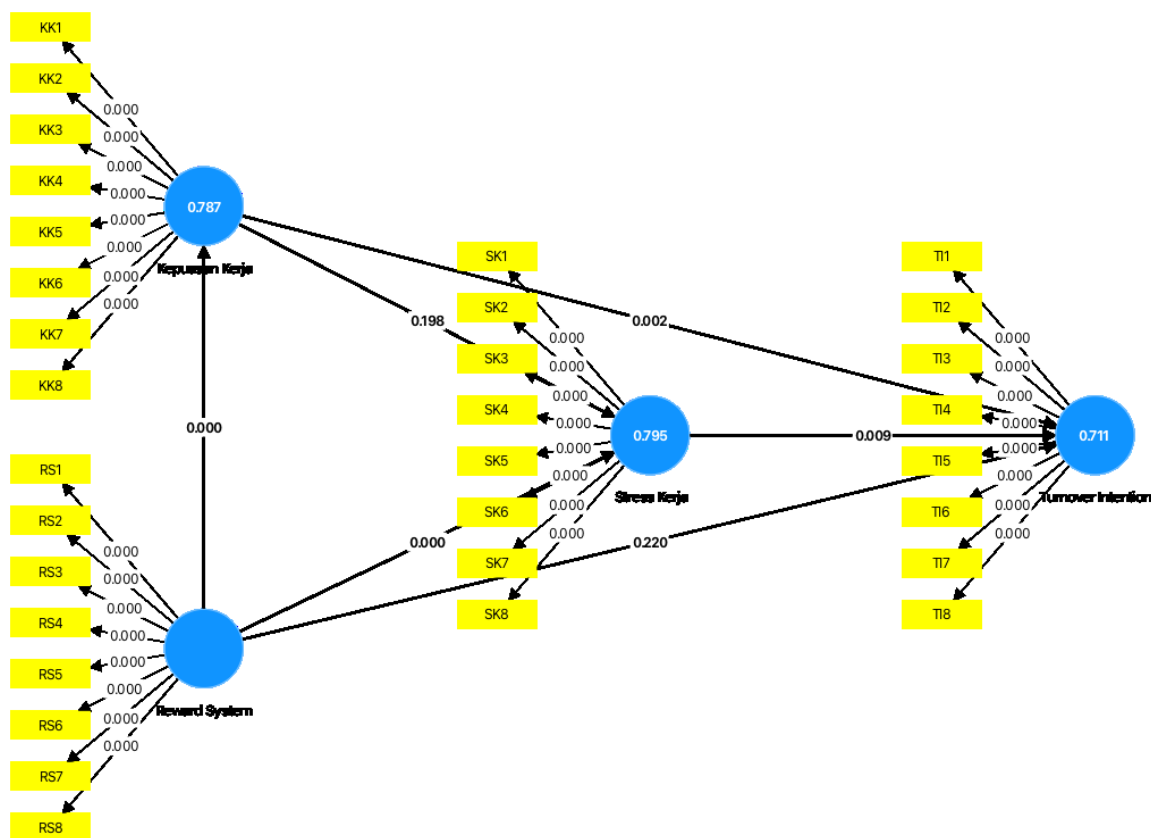 KK1
KK2
KK3
KK4
KK5
KK6
KK7
KK8
0.000
0.000
0.000
0.000
0.000
0.000
0.000
0.000
0.787
Kepuasan Kerja
0.000
RS1
RS2
RS3
RS4
RS5
RS6
RS7
RS8
0.000
0.000
0.000
0.000
0.000
0.000
0.000
0.000
Reward System
0.198
0.002
0.000
0.220
SK1
SK2
SK3
SK4
SK5
SK6
SK7
SK8
0.000
0.000
0.000
0.000
0.000
0.000
0.000
0.000
0.795
Stress Kerja
0.009
TI1
TI2
TI3
TI4
TI5
TI6
TI7
TI8
0.000
0.000
0.000
0.000
0.000
0.000
0.000
0.000
0.711
Turnover Intention